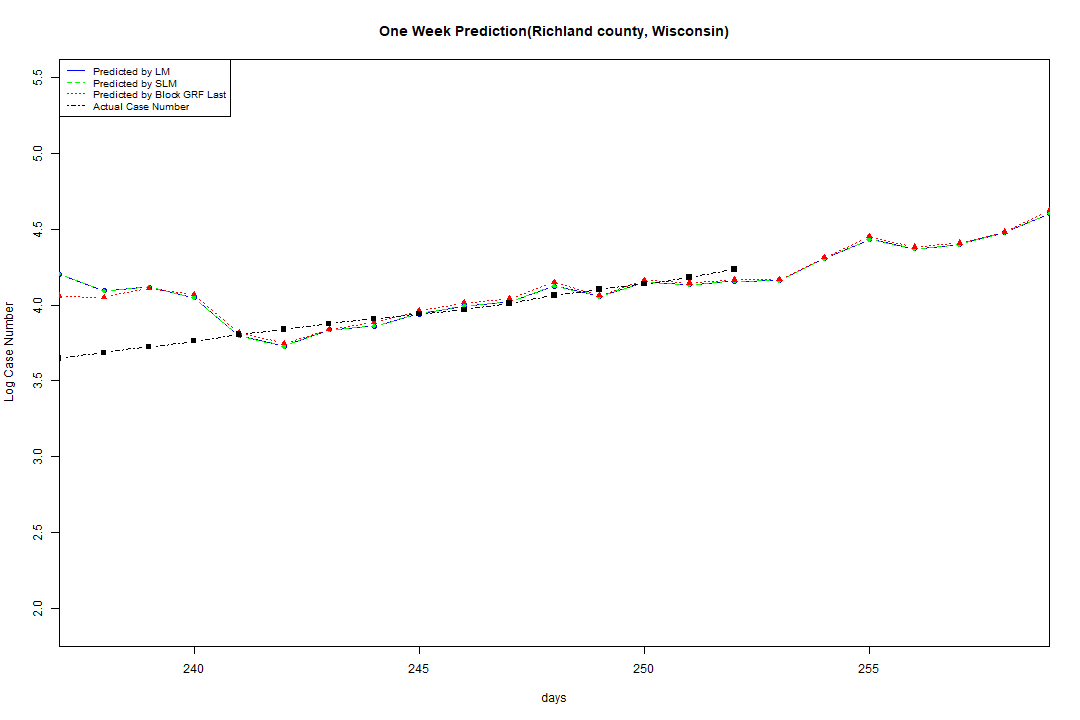 One Week Prediction(Richland county, Wisconsin)
Predicted by LM
Predicted by SLM
Predicted by Block GRF Last
Actual Case Number
5.5
5.0
4.5
4.0
3.5
3.0
2.5
2.0
Log Case Number
240 245 250 255
days